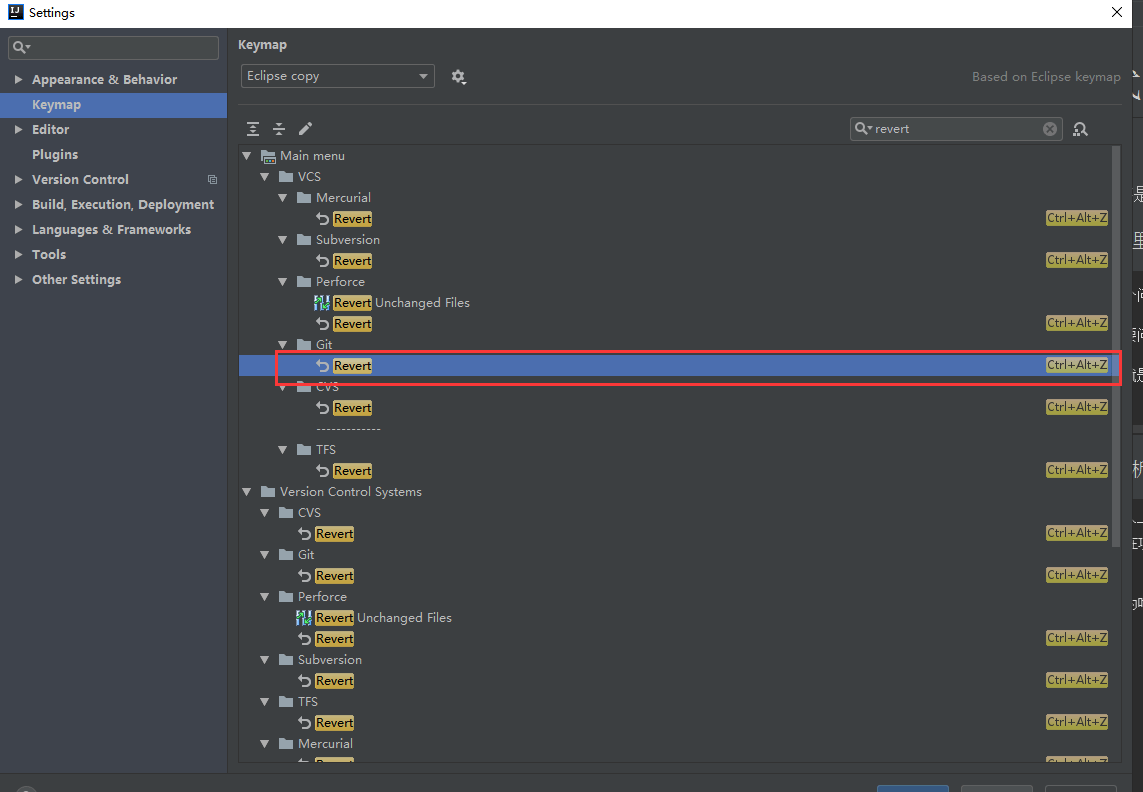 Settings
Keymap
Eclipse copy
Based on Eclipse keymap
Appearance & Behavior
Keymap
Editor
Plugins
Version Control
Build, Execution, Deployment
Languages & Frameworks
Tools
Other Settings
revert
Main menu
VCS
Mercurial
Revert Ctrl+Alt+Z
Subversion
Revert Ctrl+Alt+Z
Perforce
Revert Unchanged Files
Revert Ctrl+Alt+Z
Git
Revert Ctrl+Alt+Z
CVS
Revert Ctrl+Alt+Z
-------------
TFS
Revert Ctrl+Alt+Z
Version Control Systems
CVS
Revert Ctrl+Alt+Z
Git
Revert Ctrl+Alt+Z
Perforce
Revert Unchanged Files
Revert Ctrl+Alt+Z
Subversion
Revert Ctrl+Alt+Z
TFS
Revert Ctrl+Alt+Z
Mercurial